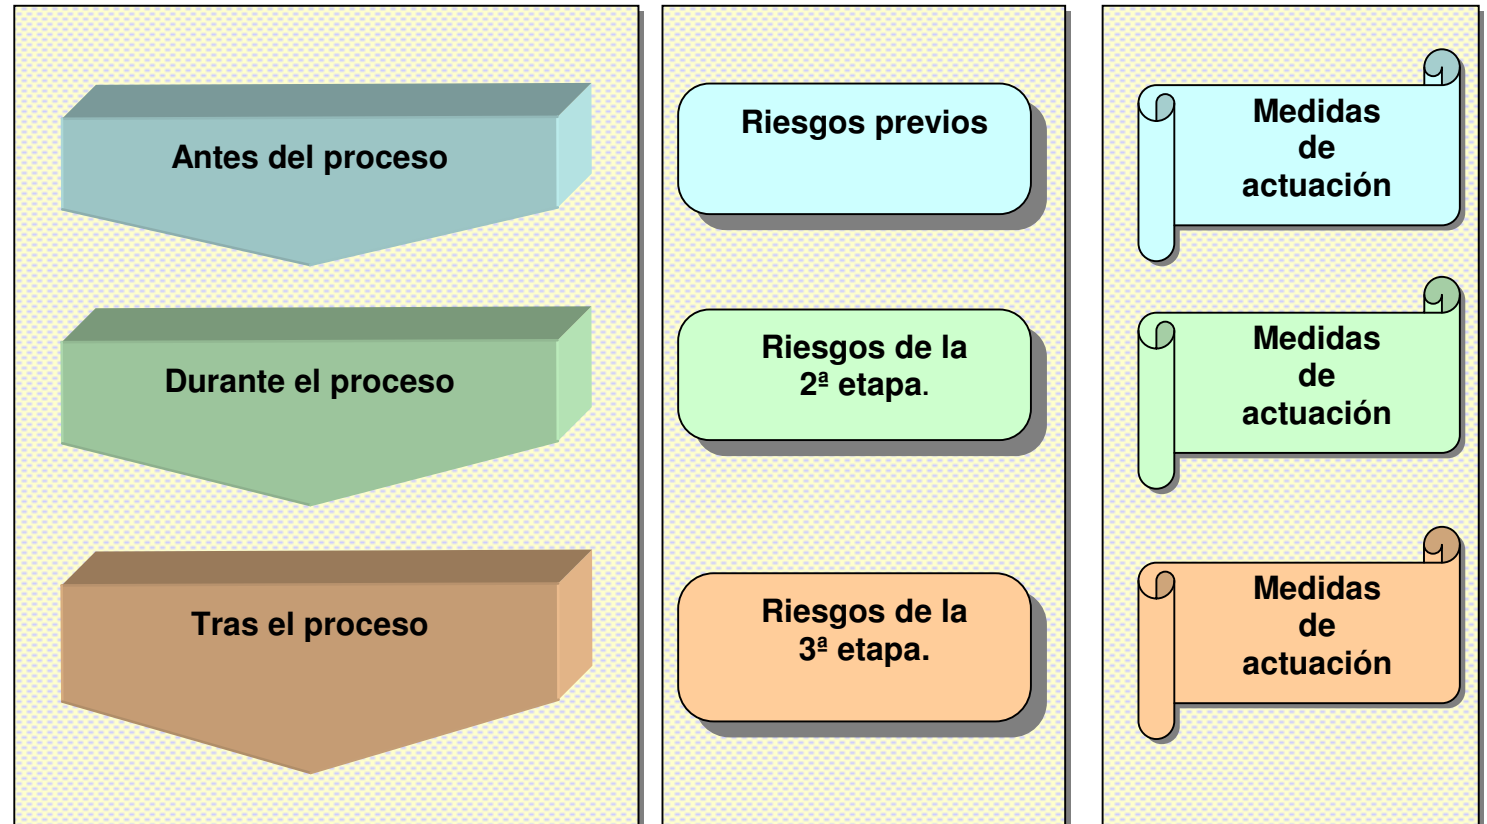 Antes del proceso
Riesgos previos
Medidas
de
actuación
Durante el proceso
Riesgos de la
2ª etapa.
Medidas
de
actuación
Tras el proceso
Riesgos de la
3ª etapa.
Medidas
de
actuación